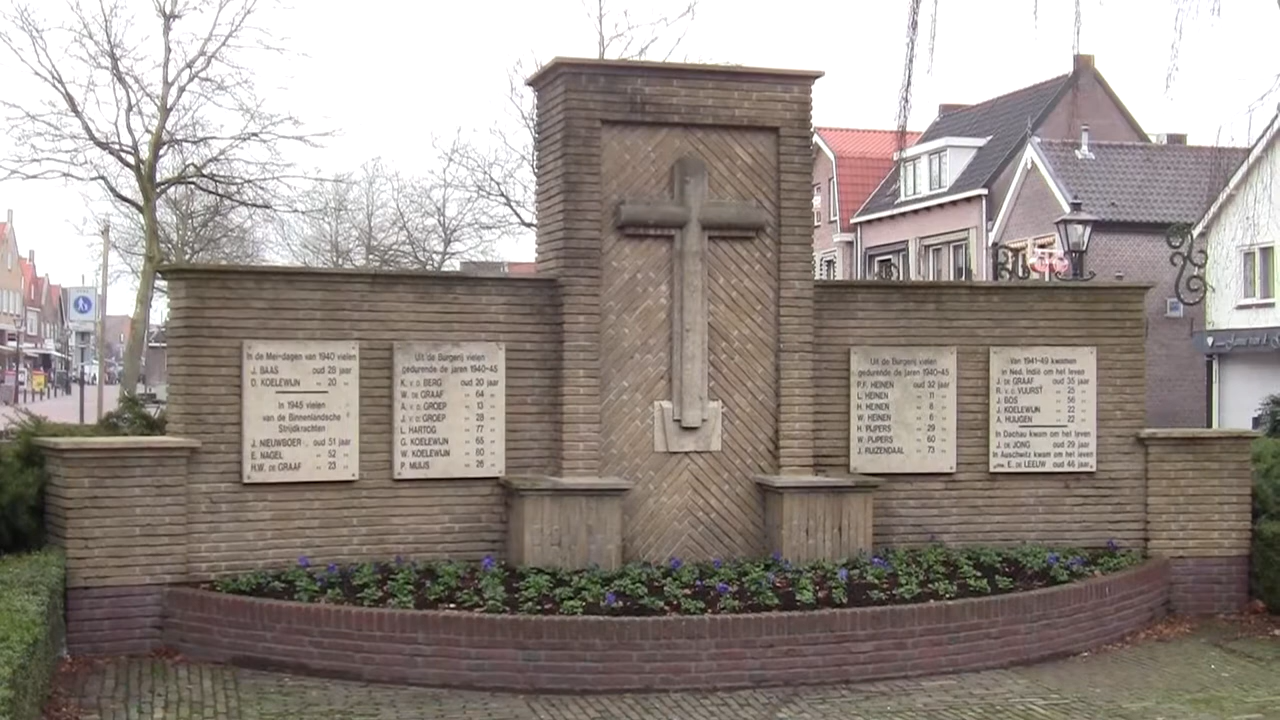 In de Mei-dagen van 1940 vielen
J. BAAS oud 29 jaar
D. KOELEWIJN " 20 "
In 1945 vielen
van de Binnenlandsche
Strijdkrachten
J. NIEUWBOER oud 51 jaar
E. NAGEL " 52 "
H.W. DE GRAAF " 23 "
Uit de Burgerij vielen
gedurende de jaren 1940-45
K. v.d. BERG oud 20 jaar
W. DE GRAAF " 64 "
A. v.d. GROEP " 13 "
J. v.d. GROEP " 28 "
L. HARTOG " 77 "
G. KOELEWIJN " 65 "
W. KOELEWIJN " 60 "
P. MUIJS " 26 "
Uit de Burgerij vielen
gedurende de jaren 1940-45
P.F. HEINEN oud 32 jaar
L. HEINEN " 11 "
H. HEINEN " 8 "
W. HEINEN " 6 "
H. PIJPERS " 29 "
W. PIJPERS " 60 "
J. RUIZENDAAL " 73 "
Van 1941-49 kwamen
in Ned. Indië om het leven
J. DE GRAAF oud 35 jaar
R. v.d. VUURST " 25 "
J. BOS " 56 "
J. KOELEWIJN " 22 "
A. HUIJGEN " 22 "
In Dachau kwam om het leven
J. DE JONG oud 29 jaar
In Auschwitz kwam om het leven
E. DE LEEUW oud 46 jaar